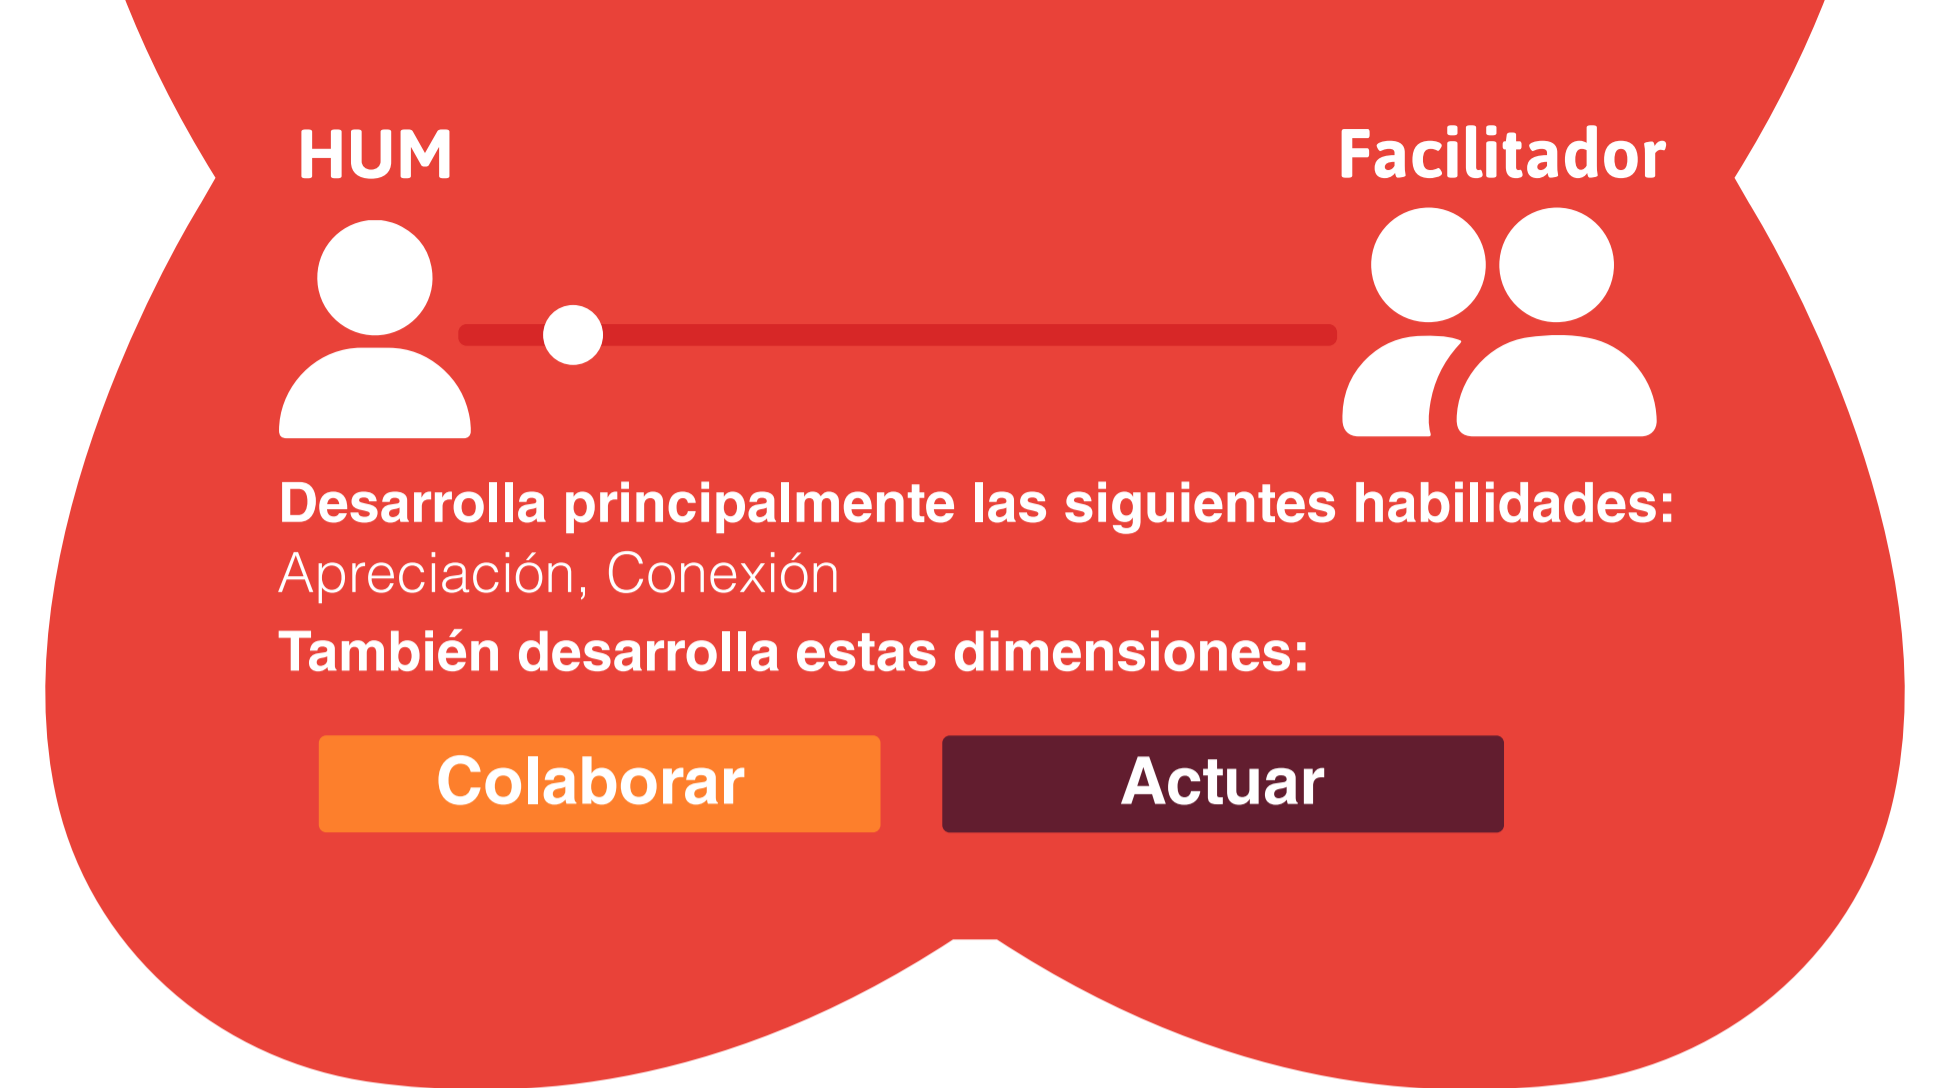 HUM
Facilitador
Desarrolla principalmente las siguientes habilidades:
Apreciación, Conexión
También desarrolla estas dimensiones:
Colaborar
Actuar